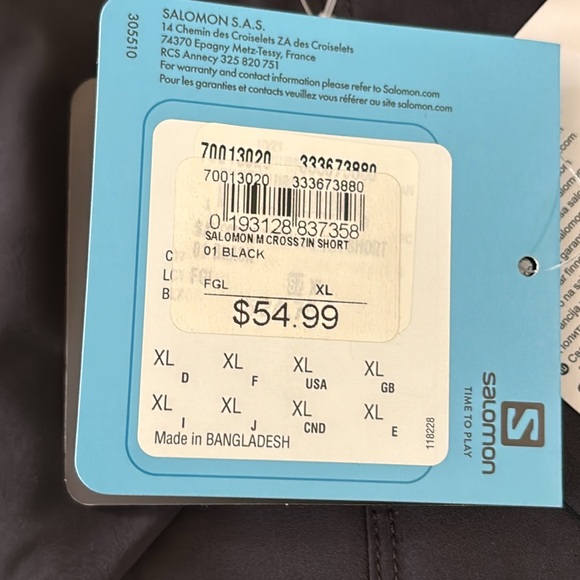 305510
SALOMON S.A.S.
14 Chemin des Croiselets ZA des Croiselets
74370 Epagny Metz-Tessy, France
RCS Annecy 325 820 751
For warranty and contact information please refer to Salomon.com
Pour les garanties et contacts veuillez vous référer au site salomon.com
70013020 333673880
70013020 333673880
0 193128 837358
SALOMON M CROSS 7IN SHORT
01 BLACK
FGL XL
$54.99
XL D XL F XL USA XL GB
XL I XL J XL CND XL E
Made in BANGLADESH
118228
salomon
TIME TO PLAY
S